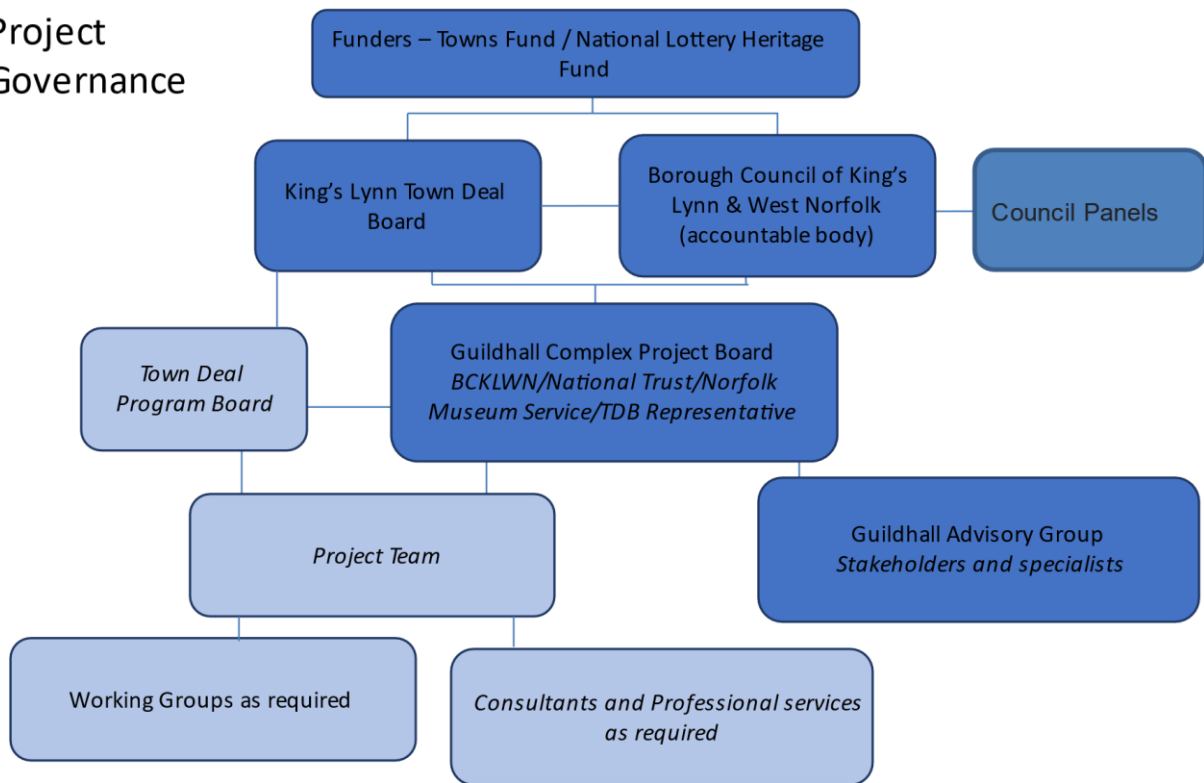 Project
Governance
Funders – Towns Fund / National Lottery Heritage
Fund
King’s Lynn Town Deal
Board
Borough Council of King’s
Lynn & West Norfolk
(accountable body)
Council Panels
Town Deal
Program Board
Guildhall Complex Project Board
BCKLWN/National Trust/Norfolk
Museum Service/TDB Representative
Project Team
Guildhall Advisory Group
Stakeholders and specialists
Working Groups as required
Consultants and Professional services
as required